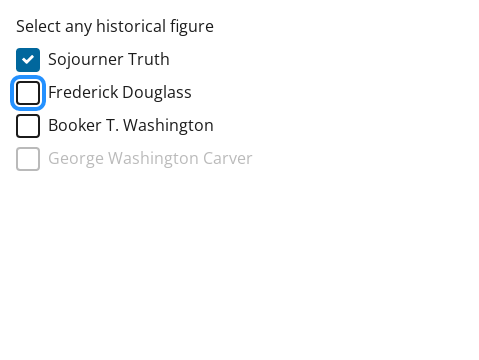 Select any historical figure
Sojourner Truth
Frederick Douglass
Booker T. Washington
George Washington Carver